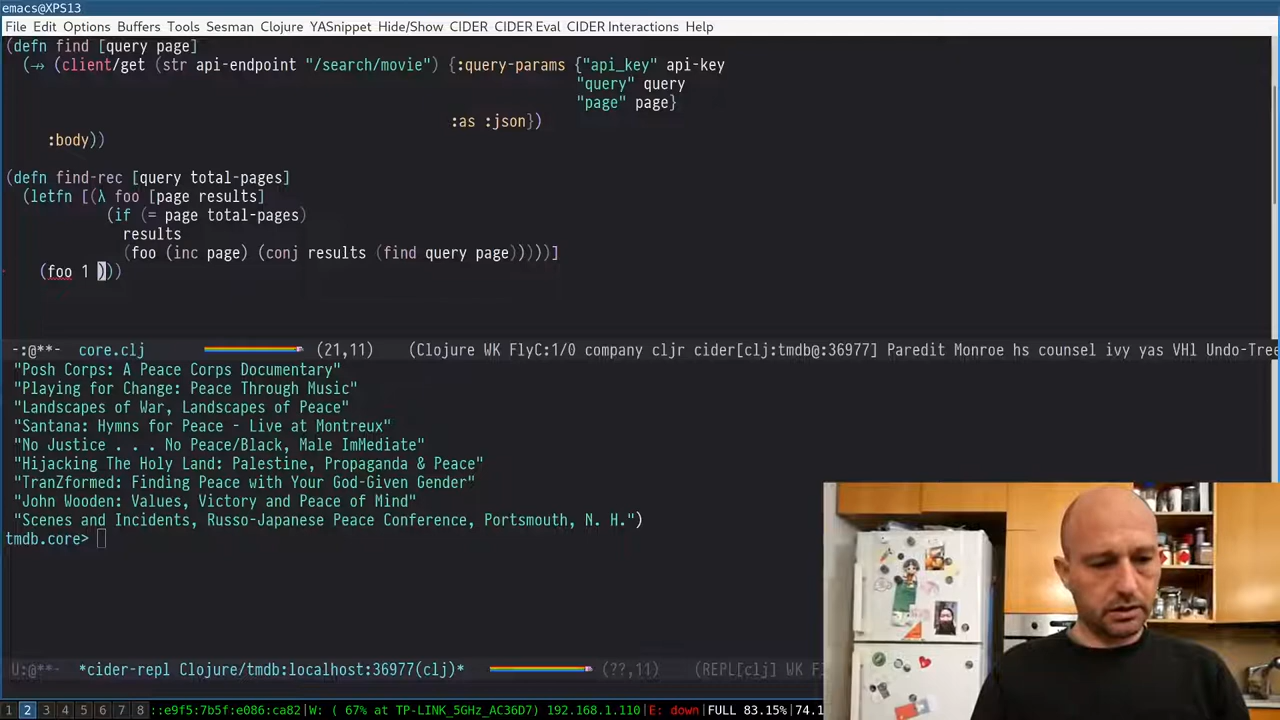 emacs@XPS13
File Edit Options Buffers Tools Sesman Clojure YASnippet Hide/Show CIDER CIDER Eval CIDER Interactions Help
(defn find [query page]
(→ (client/get (str api-endpoint "/search/movie") {:query-params {"api_key" api-key
"query" query
"page" page}
:as :json})
:body))
(defn find-rec [query total-pages]
(letfn [(λ foo [page results]
(if (= page total-pages)
results
(foo (inc page) (conj results (find query page)))))]
(foo 1 )))
-:@**- core.clj (21,11) (Clojure WK FlyC:1/0 company cljr cider[clj:tmdb@:36977] Paredit Monroe hs counsel ivy yas VHl Undo-Tree
"Posh Corps: A Peace Corps Documentary"
"Playing for Change: Peace Through Music"
"Landscapes of War, Landscapes of Peace"
"Santana: Hymns for Peace - Live at Montreux"
"No Justice . . . No Peace/Black, Male ImMediate"
"Hijacking The Holy Land: Palestine, Propaganda & Peace"
"TranZformed: Finding Peace with Your God-Given Gender"
"John Wooden: Values, Victory and Peace of Mind"
"Scenes and Incidents, Russo-Japanese Peace Conference, Portsmouth, N. H.")
tmdb.core>
U:@**- *cider-repl Clojure/tmdb:localhost:36977(clj)* (??,11) (REPL[clj] WK
1 2 3 4 5 6 7 8 ::e9f5:7b5f:e086:ca82|W: ( 67% at TP-LINK_5GHz_AC36D7) 192.168.1.110|E: down|FULL 83.15%|74.1